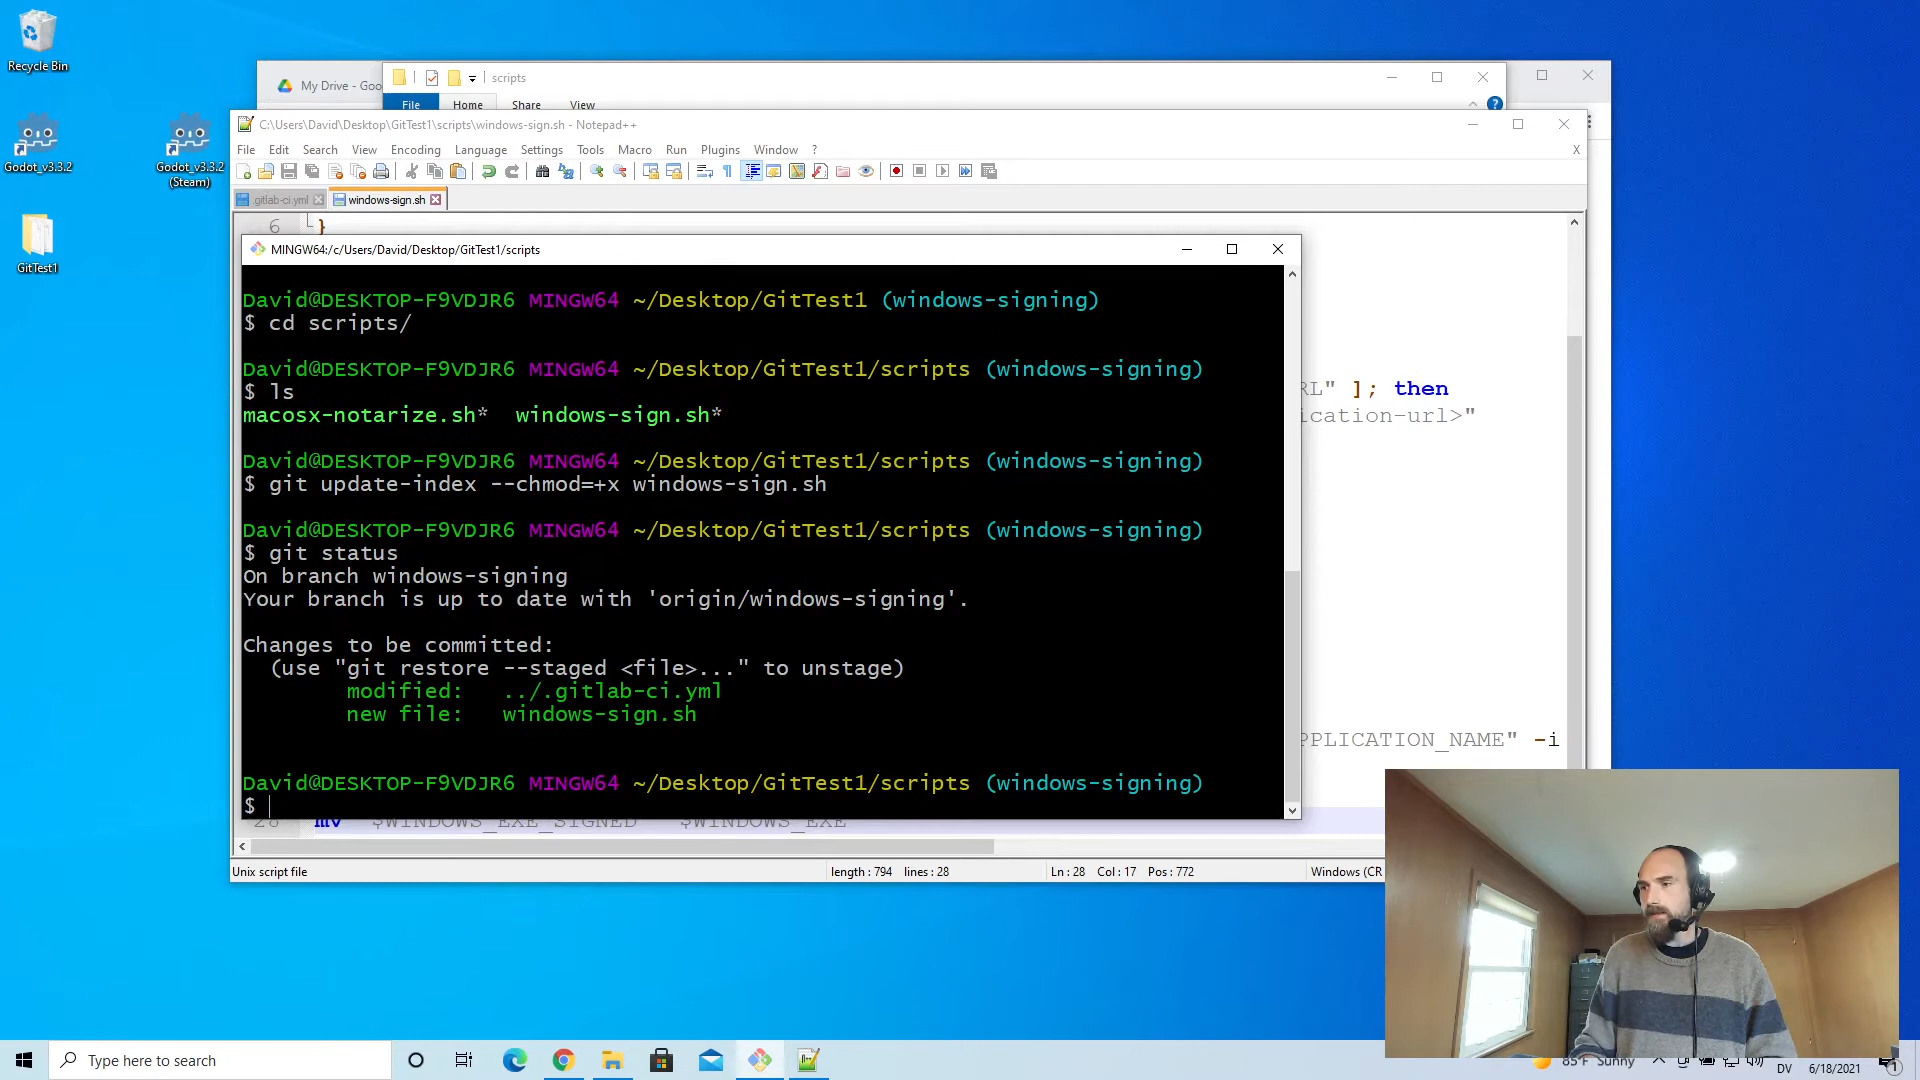 Recycle Bin
Godot_v3.3.2
Godot_v3.3.2
(Steam)
GitTest1
My Drive - Goo
scripts
File Home Share View
C:\Users\David\Desktop\GitTest1\scripts\windows-sign.sh - Notepad++
File Edit Search View Encoding Language Settings Tools Macro Run Plugins Window ? X
.gitlab-ci.yml windows-sign.sh
6 }
MINGW64:/c/Users/David/Desktop/GitTest1/scripts
David@DESKTOP-F9VDJR6 MINGW64 ~/Desktop/GitTest1 (windows-signing)
$ cd scripts/
David@DESKTOP-F9VDJR6 MINGW64 ~/Desktop/GitTest1/scripts (windows-signing)
$ ls
macosx-notarize.sh* windows-sign.sh*
David@DESKTOP-F9VDJR6 MINGW64 ~/Desktop/GitTest1/scripts (windows-signing)
$ git update-index --chmod=+x windows-sign.sh
David@DESKTOP-F9VDJR6 MINGW64 ~/Desktop/GitTest1/scripts (windows-signing)
$ git status
On branch windows-signing
Your branch is up to date with 'origin/windows-signing'.
Changes to be committed:
(use "git restore --staged <file>..." to unstage)
modified: ../.gitlab-ci.yml
new file: windows-sign.sh
David@DESKTOP-F9VDJR6 MINGW64 ~/Desktop/GitTest1/scripts (windows-signing)
$
RL" ]; then
ication-url>"
PPLICATION_NAME" -i
28 mv $WINDOWS_EXE_SIGNED $WINDOWS_EXE
Unix script file length : 794 lines : 28 Ln : 28 Col : 17 Pos : 772 Windows (CR
Type here to search
85°F Sunny DV 6/18/2021 1